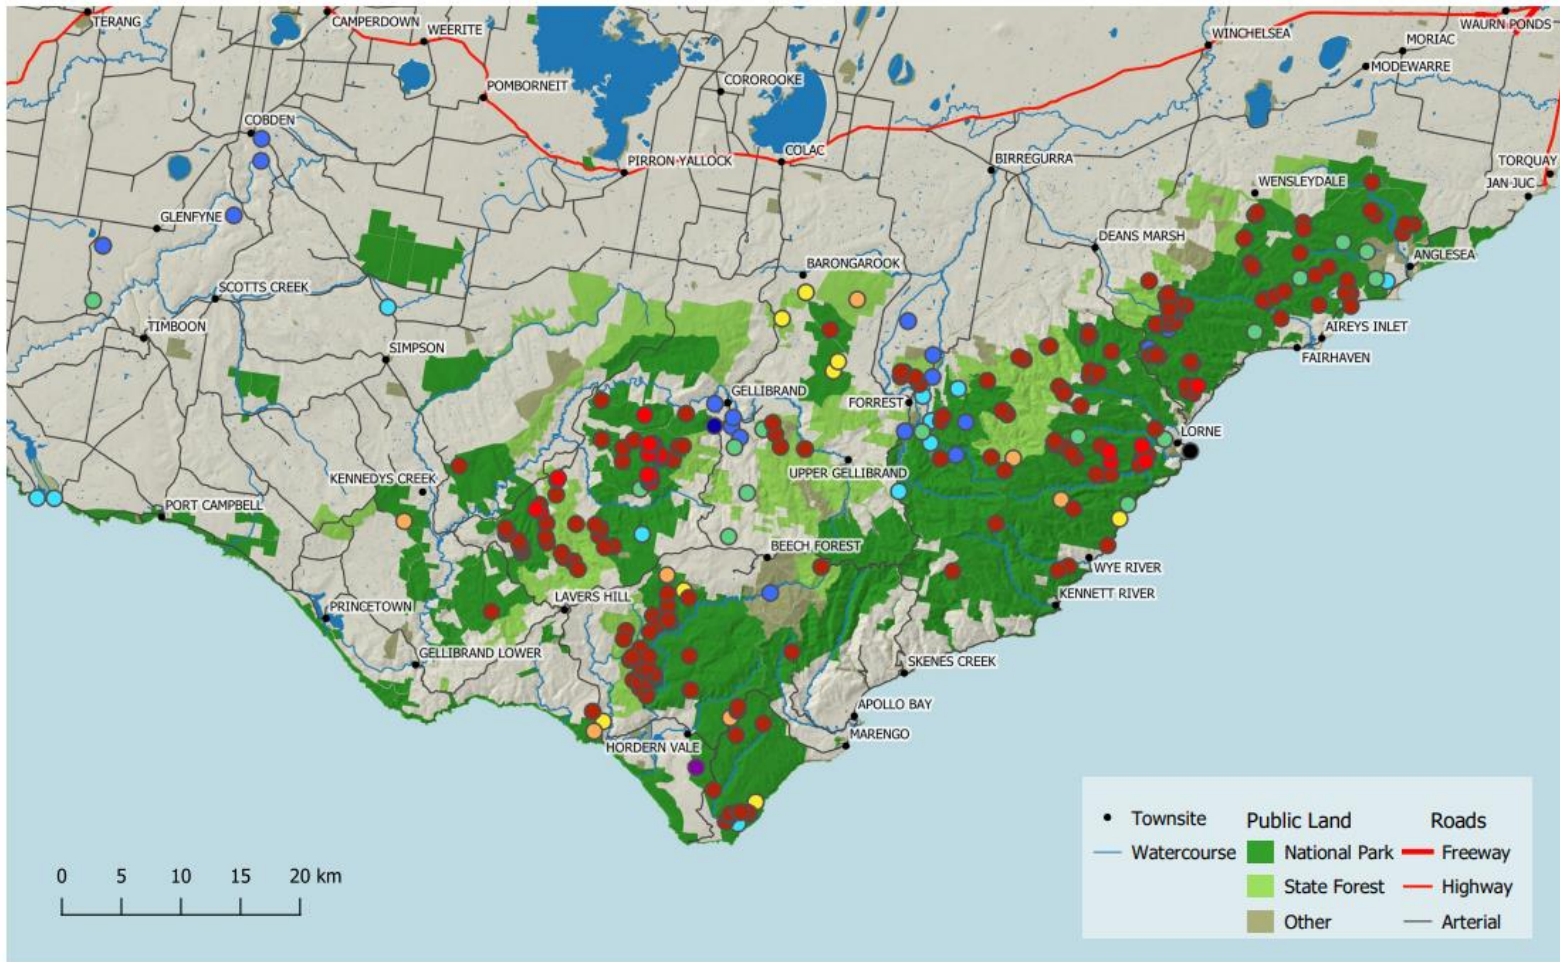 TERANG
CAMPERDOWN
WEERITE
WAURN PONDS
WINCHELSEA
MORIAC
MODEWARRE
POMBORNEIT
COROROOKE
COBDEN
PIRRON YALLOCK
COLAC
BIRREGURRA
TORQUAY
JAN JUC
WENSLEYDALE
GLENFYNE
DEANS MARSH
ANGLESEA
BARONGAROOK
SCOTTS CREEK
TIMBOON
AIREYS INLET
SIMPSON
FAIRHAVEN
GELLIBRAND
FORREST
LORNE
UPPER GELLIBRAND
KENNEDYS CREEK
PORT CAMPBELL
BEECH FOREST
WYE RIVER
LAVERS HILL
KENNETT RIVER
PRINCETOWN
GELLIBRAND LOWER
SKENES CREEK
APOLLO BAY
HORDERN VALE
MARENGO
Townsite
Watercourse
Public Land
National Park
State Forest
Other
Roads
Freeway
Highway
Arterial
0 5 10 15 20 km